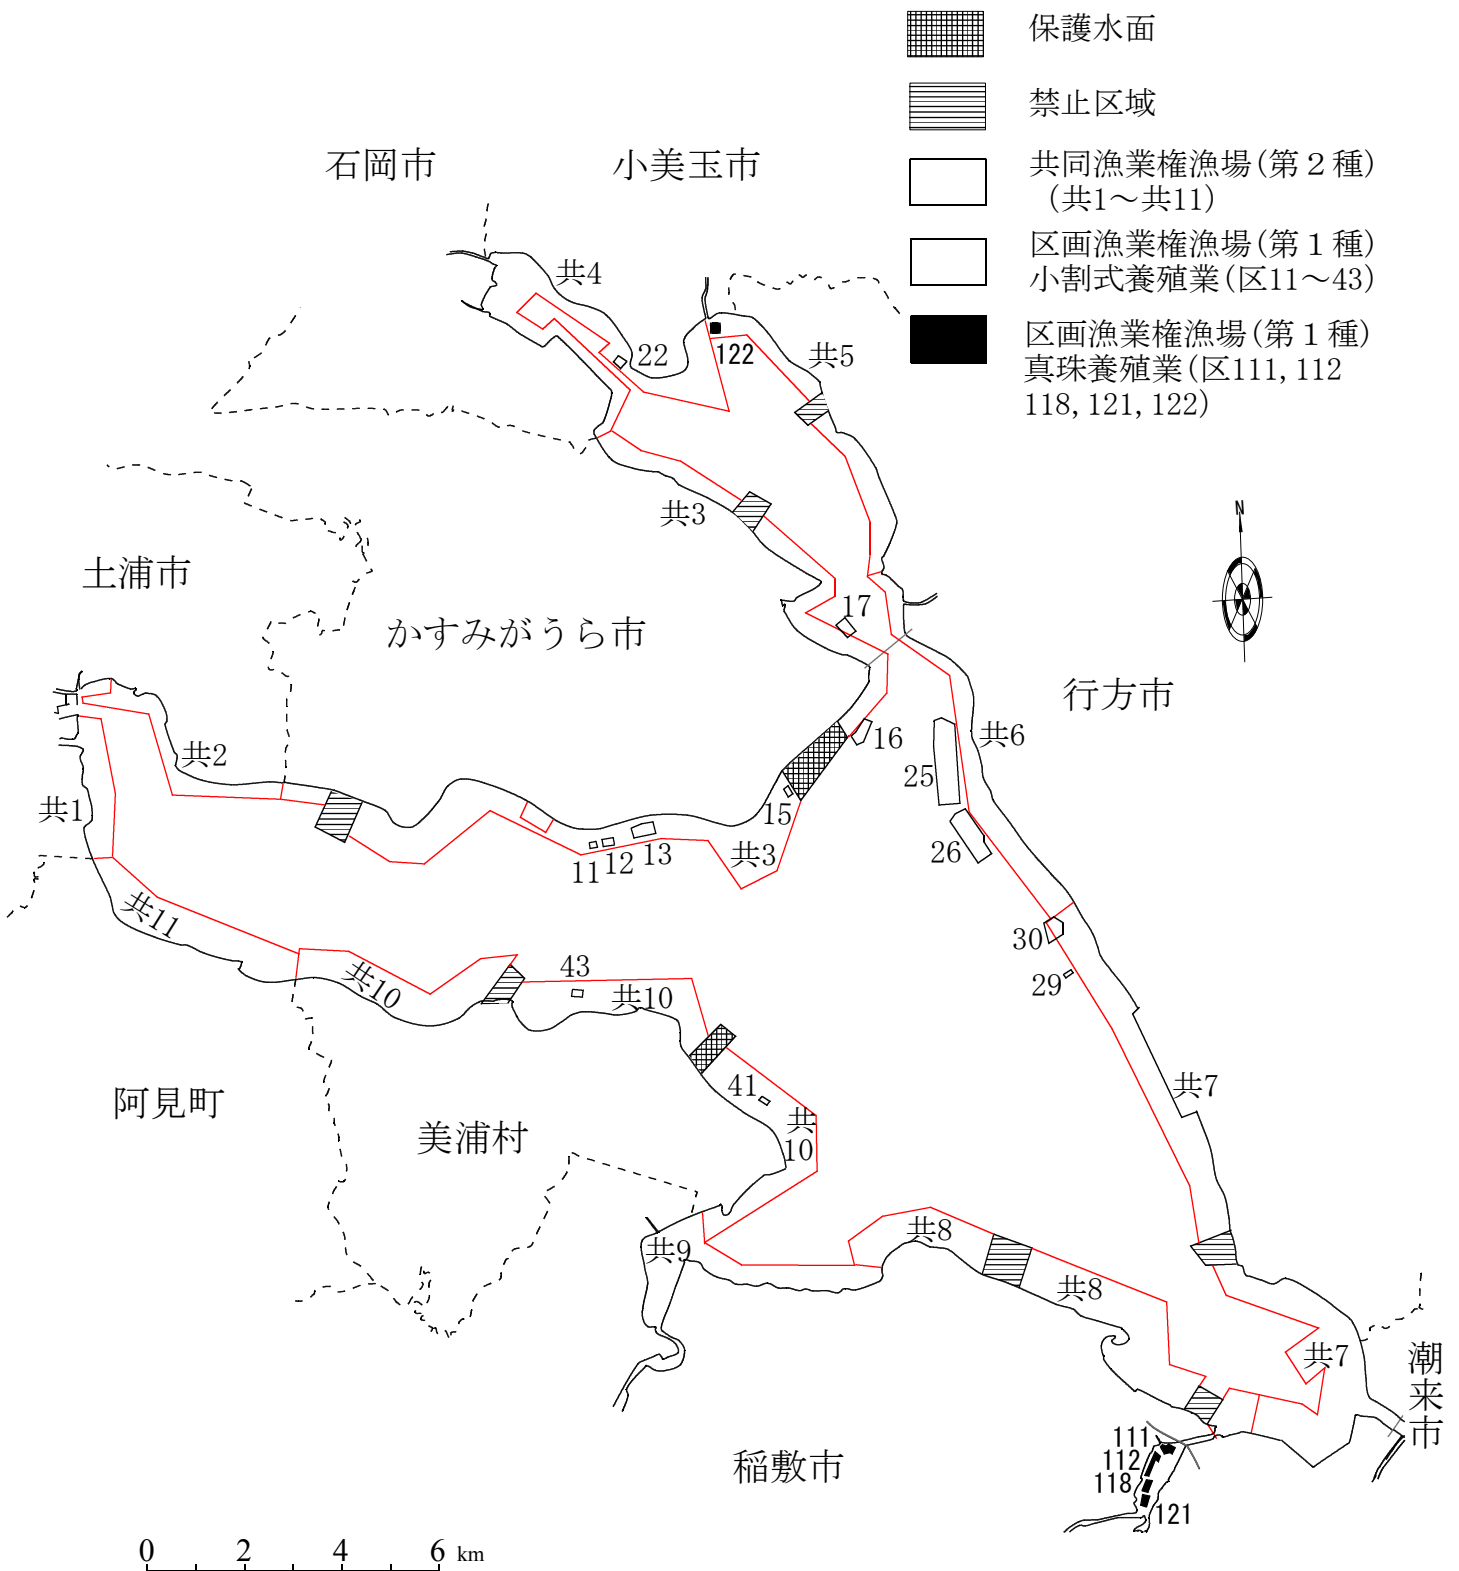 保護水面
禁止区域
共同漁業権漁場(第２種)
(共1～共11)
区画漁業権漁場(第１種)
小割式養殖業(区11～43)
区画漁業権漁場(第１種)
真珠養殖業(区111, 112
118, 121, 122)
石岡市
小美玉市
共4
22
122
共5
共3
N
土浦市
かすみがうら市
17
行方市
共2
16
共6
25
共1
15
13
12
11
共3
26
共11
30
29
共10
43
共10
41
共7
阿見町
美浦村
共
10
共9
共8
共8
共7
潮来市
稲敷市
111
112
118
121
0 2 4 6 km